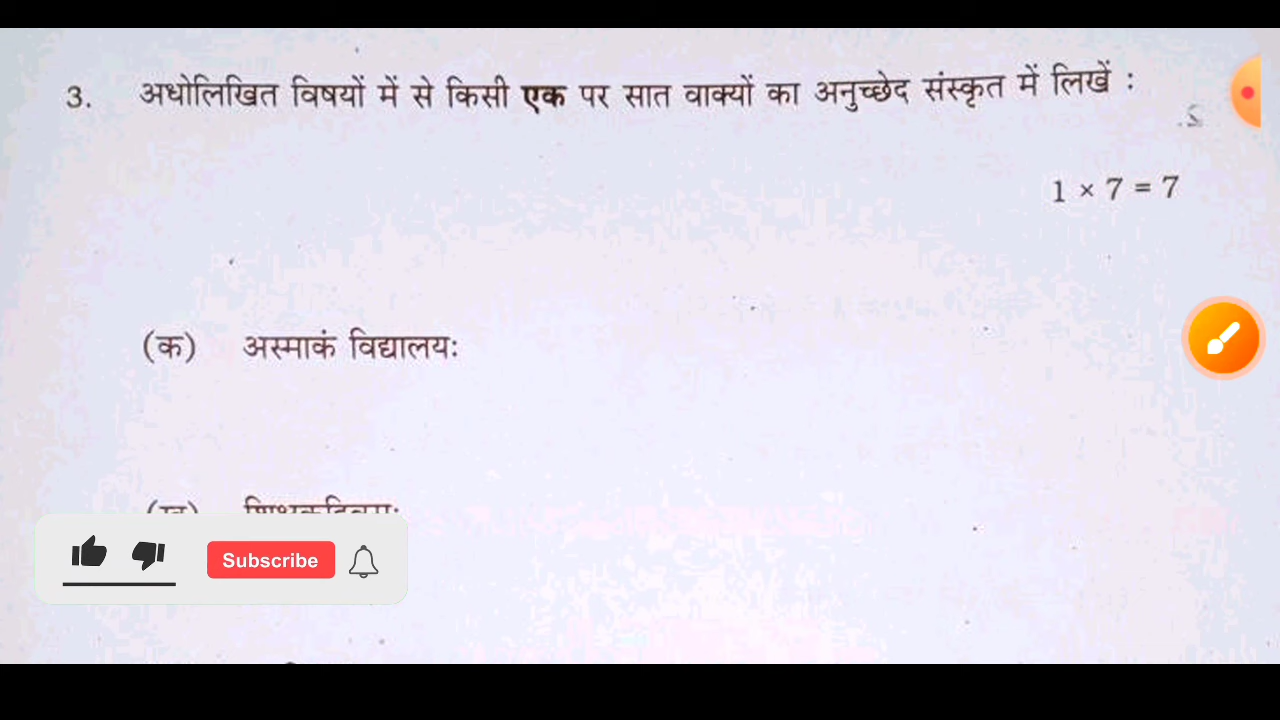 3. अधोलिखित विषयों में से किसी एक पर सात वाक्यों का अनुच्छेद संस्कृत में लिखें :
1 × 7 = 7
(क) अस्माकं विद्यालयः
Subscribe